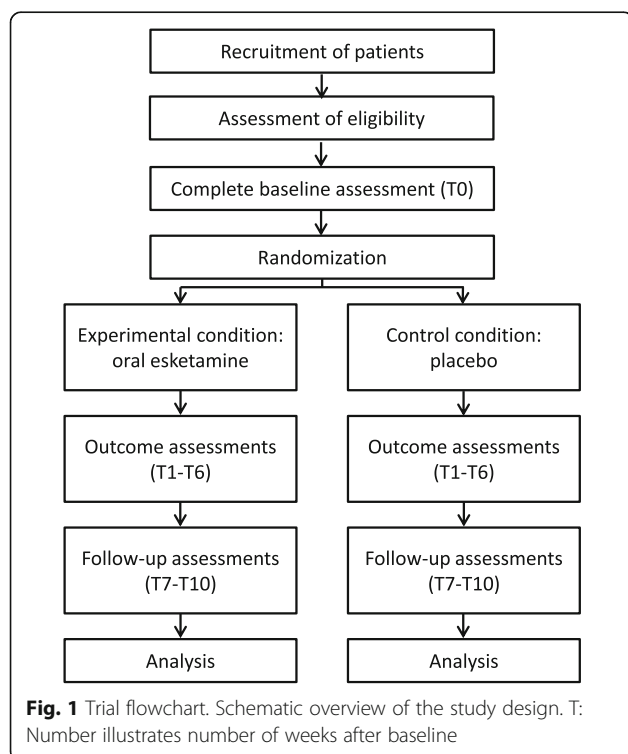 Recruitment of patients
Assessment of eligibility
Complete baseline assessment (T0)
Randomization
Experimental condition:
oral esketamine
Control condition:
placebo
Outcome assessments
(T1-T6)
Outcome assessments
(T1-T6)
Follow-up assessments
(T7-T10)
Follow-up assessments
(T7-T10)
Analysis
Analysis
Fig. 1 Trial flowchart. Schematic overview of the study design. T:
Number illustrates number of weeks after baseline